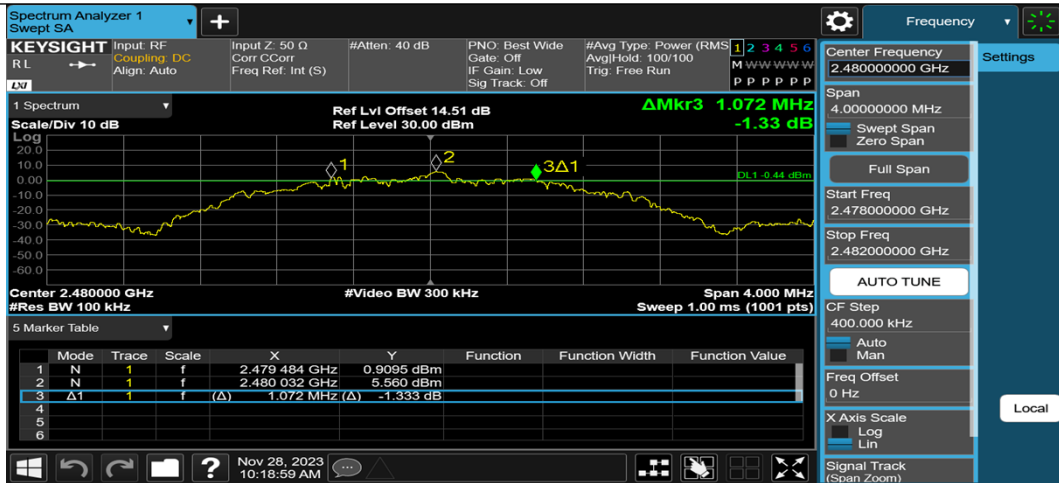 Spectrum Analyzer 1
Swept SA
+
Frequency
KEYSIGHT
RL
LXI
Input: RF
Coupling: DC
Align: Auto
Input Z: 50 Ω
Corr CCorr
Freq Ref: Int (S)
#Atten: 40 dB
PNO: Best Wide
Gate: Off
IF Gain: Low
Sig Track: Off
#Avg Type: Power (RMS
Avg|Hold: 100/100
Trig: Free Run
1 2 3 4 5 6
M W W W W W
P P P P P P
1 Spectrum
Scale/Div 10 dB
Ref Lvl Offset 14.51 dB
Ref Level 30.00 dBm
ΔMkr3 1.072 MHz
-1.33 dB
Log
20.0
10.0
0.00
-10.0
-20.0
-30.0
-40.0
-50.0
-60.0
1
2
3Δ1
DL1 -0.44 dBm
Center 2.480000 GHz
#Res BW 100 kHz
#Video BW 300 kHz
Span 4.000 MHz
Sweep 1.00 ms (1001 pts)
5 Marker Table
Mode Trace Scale X Y Function Function Width Function Value
1 N 1 f 2.479 484 GHz 0.9095 dBm
2 N 1 f 2.480 032 GHz 5.560 dBm
3 Δ1 1 f (Δ) 1.072 MHz (Δ) -1.333 dB
4
5
6
?
Nov 28, 2023
10:18:59 AM
Center Frequency
2.480000000 GHz
Span
4.00000000 MHz
Swept Span
Zero Span
Full Span
Start Freq
2.478000000 GHz
Stop Freq
2.482000000 GHz
AUTO TUNE
CF Step
400.000 kHz
Auto
Man
Freq Offset
0 Hz
X Axis Scale
Log
Lin
Signal Track
(Span Zoom)
Settings
Local